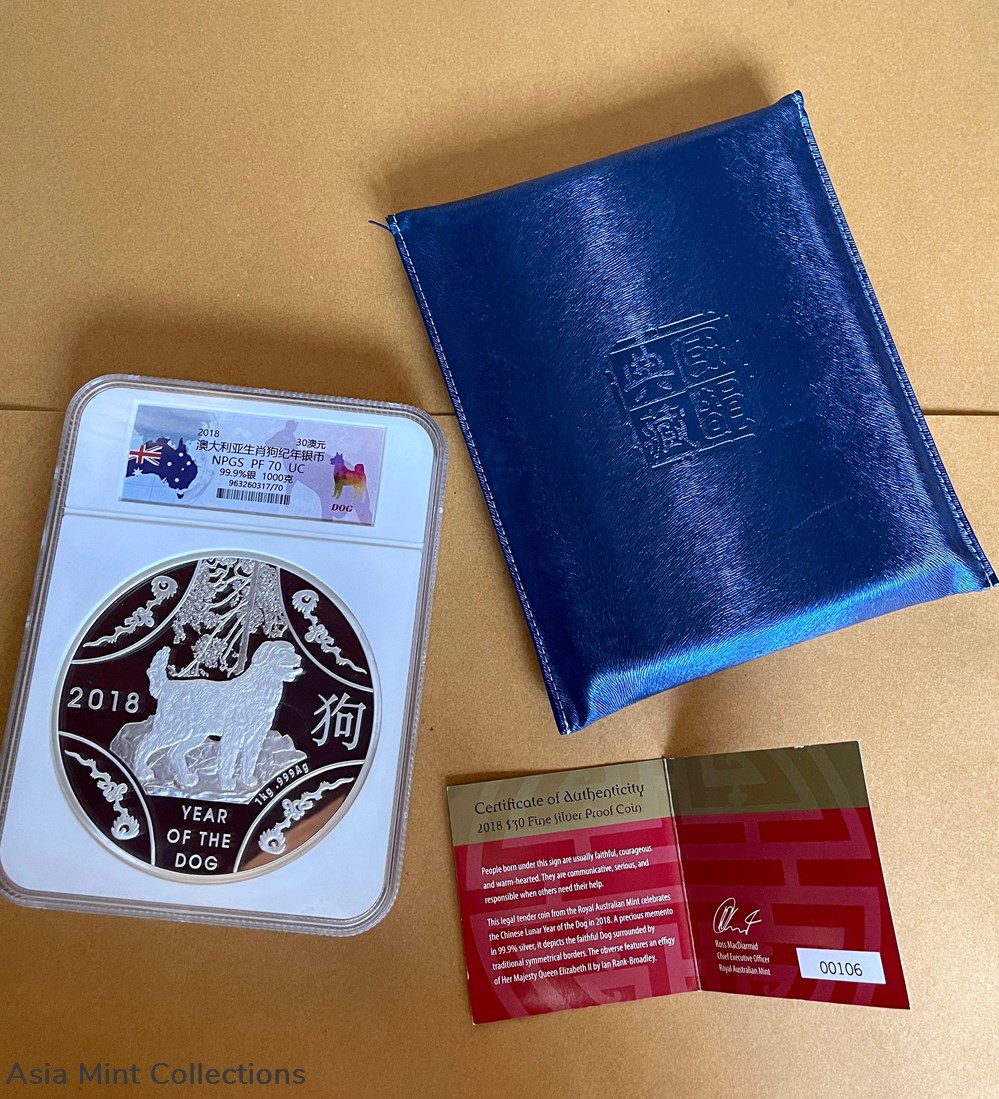 2018 30澳元
澳大利亚生肖狗纪年银币
NPGS PF 70 UC
99.9%银 1000克
963260317/70
DOG
2018
狗
1kg .999Ag
YEAR
OF THE
DOG
典國
藏館
Certificate of Authenticity
2018 $30 Fine Silver Proof Coin
People born under this sign are usually faithful, courageous
and warm-hearted. They are communicative, serious, and
responsible when others need their help.
This legal tender coin from the Royal Australian Mint celebrates
the Chinese Lunar Year of the Dog in 2018. A precious memento
in 99.9% silver, it depicts the faithful Dog surrounded by
traditional symmetrical borders. The obverse features an effigy
of Her Majesty Queen Elizabeth II by Ian Rank-Broadley.
Ross MacDiarmid
Chief Executive Officer
Royal Australian Mint
00106
Asia Mint Collections